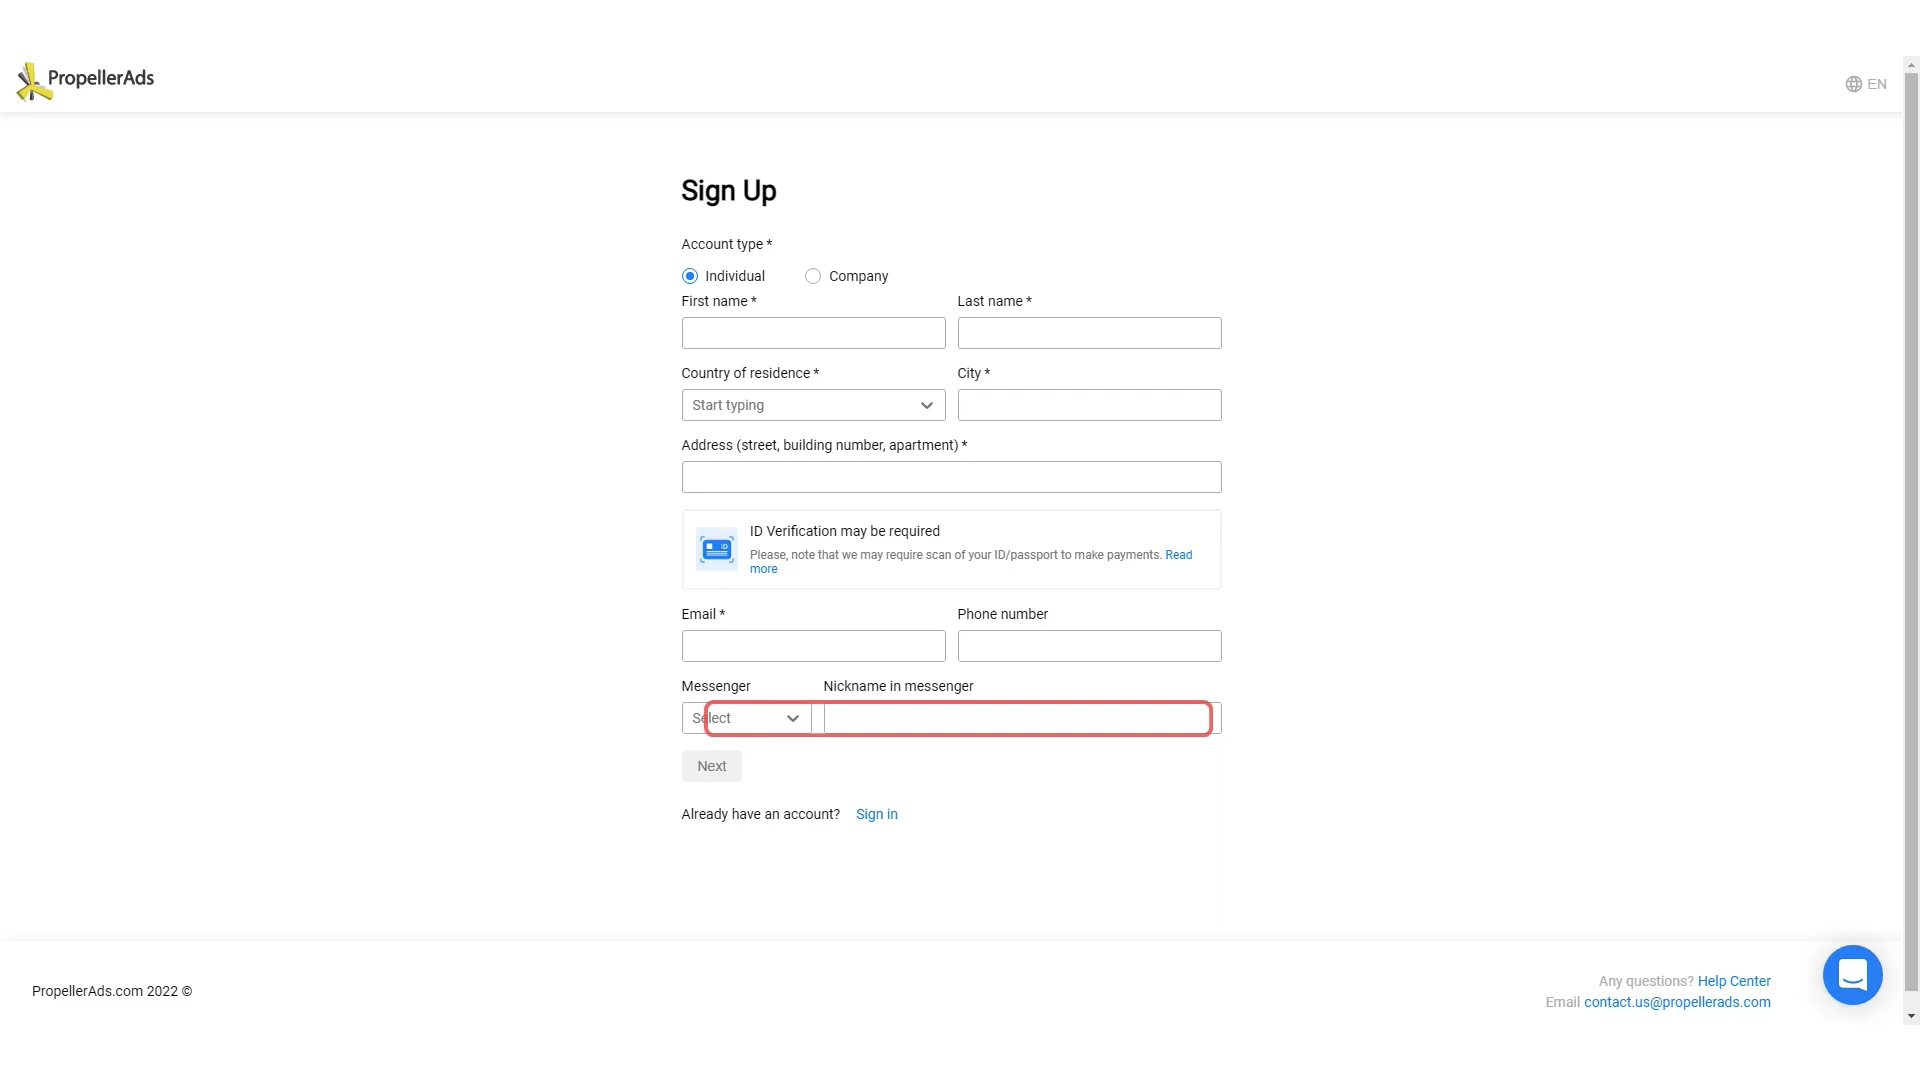 PropellerAds
EN
Sign Up
Account type *
Individual
Company
First name *
Last name *
Country of residence *
City *
Start typing
Address (street, building number, apartment) *
ID
ID Verification may be required
Please, note that we may require scan of your ID/passport to make payments. Read
more
Email *
Phone number
Messenger
Nickname in messenger
Select
Next
Already have an account? Sign in
PropellerAds.com 2022 ©
Any questions? Help Center
Email contact.us@propellerads.com